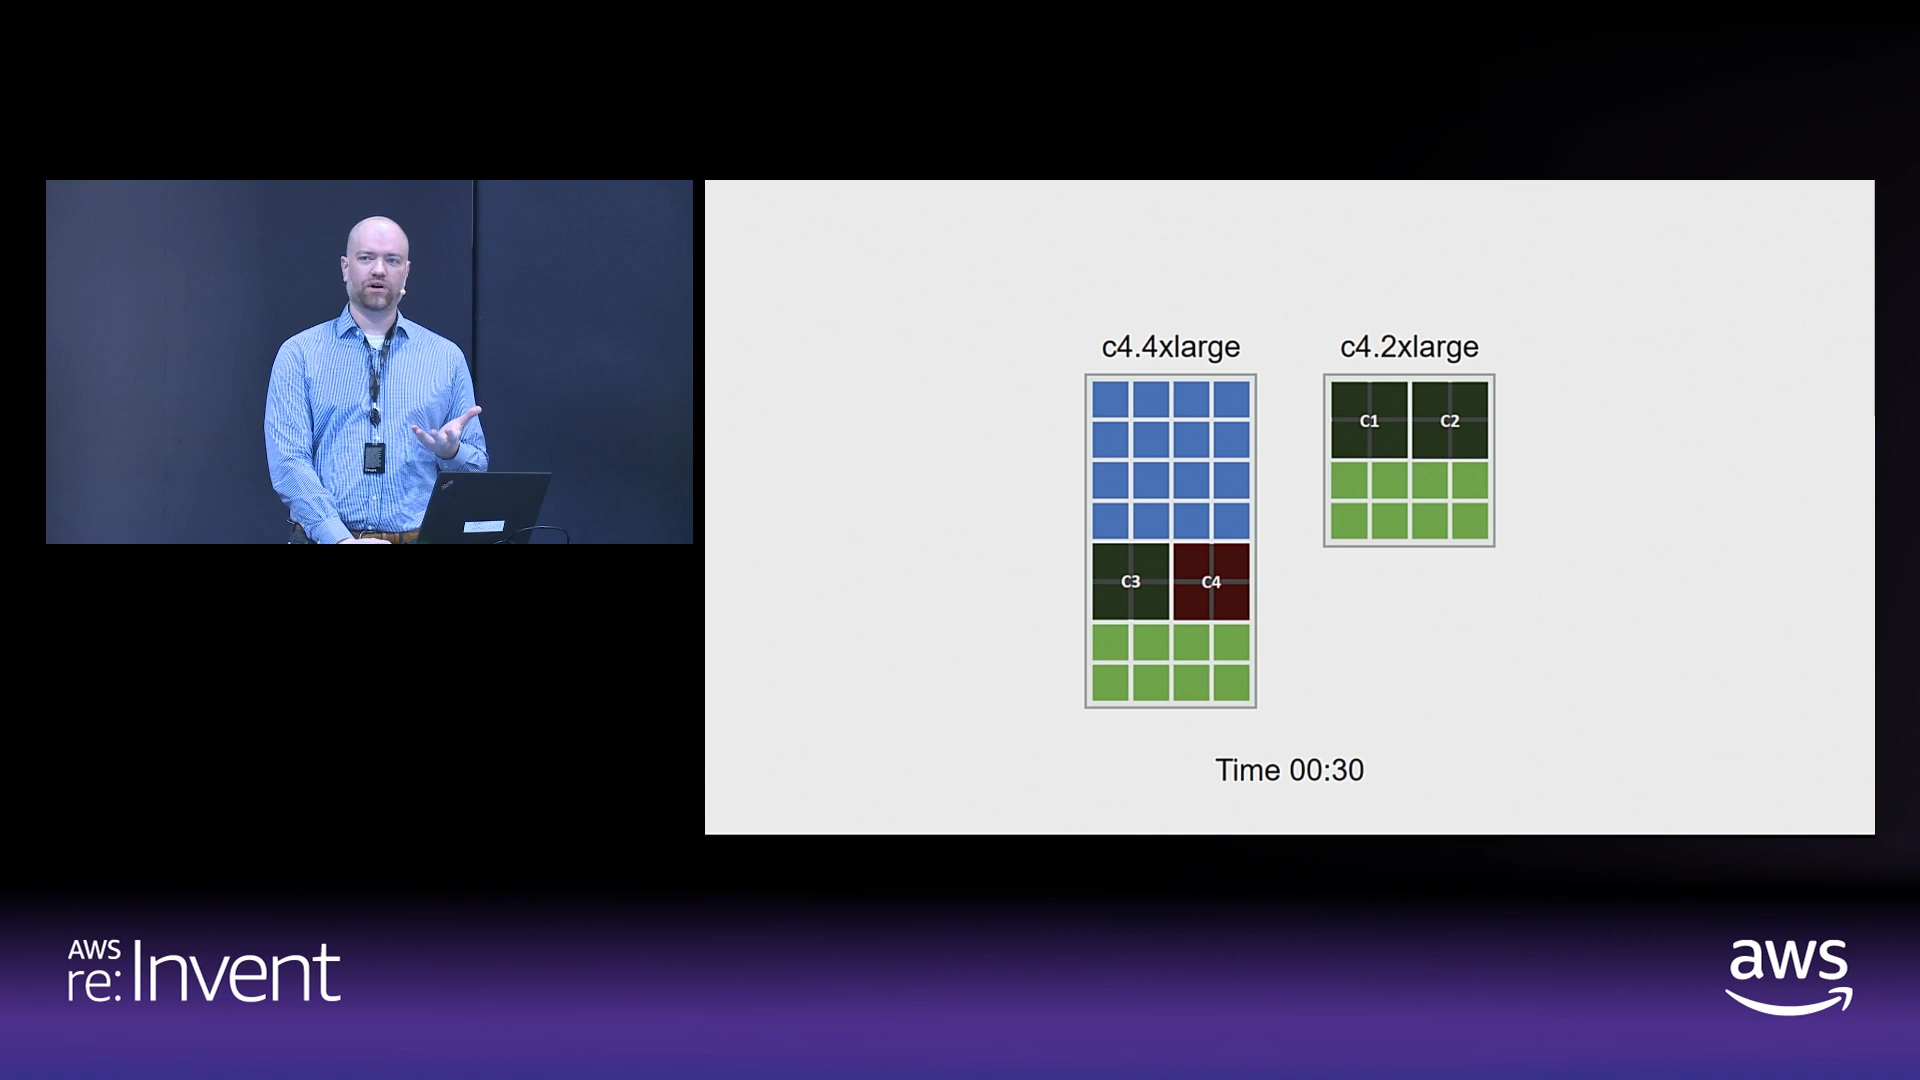 c4.4xlarge
c4.2xlarge
C1
C2
C3
C4
Time 00:30
AWS
re:Invent
aws